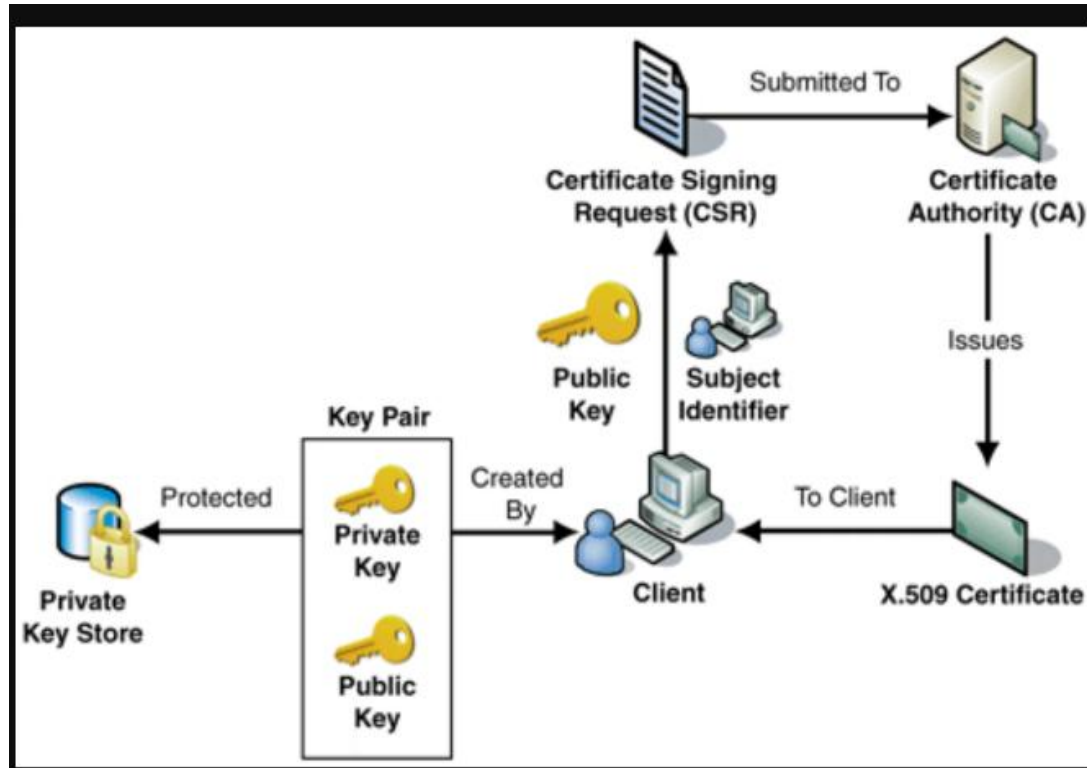 Submitted To
Certificate Signing
Request (CSR)
Certificate
Authority (CA)
Issues
Public
Key
Subject
Identifier
Key Pair
Protected
Created
By
To Client
Private
Key
Private
Key Store
Client
X.509 Certificate
Public
Key